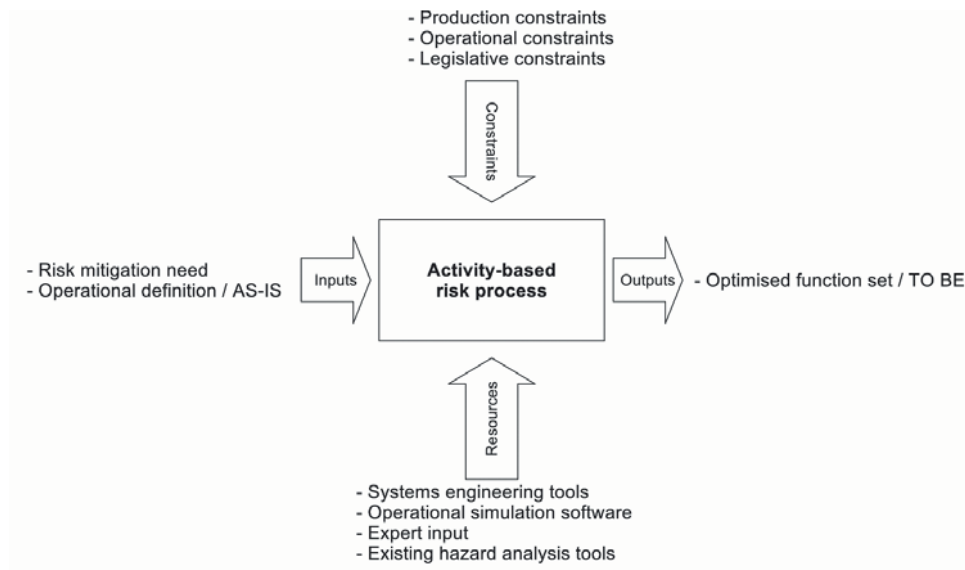 - Production constraints
- Operational constraints
- Legislative constraints
Constraints
- Risk mitigation need
- Operational definition / AS-IS
Inputs
Activity-based
risk process
Outputs
- Optimised function set / TO BE
Resources
- Systems engineering tools
- Operational simulation software
- Expert input
- Existing hazard analysis tools